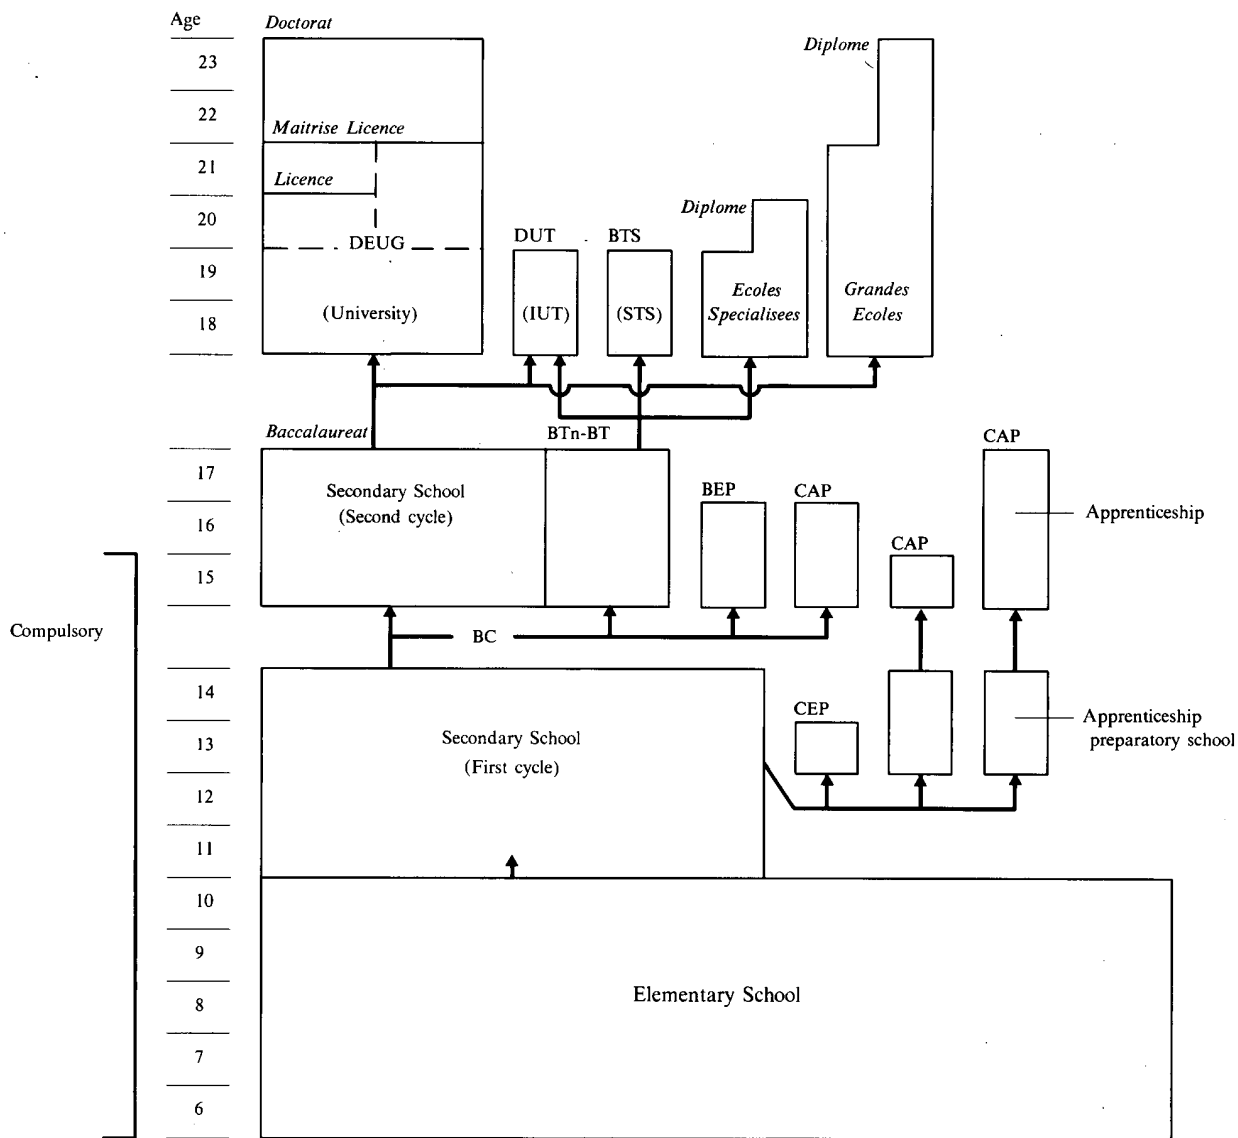 Age
Doctorat
Diplome
23
22
Maitrise Licence
21
Licence
Diplome
20
DEUG
DUT
BTS
19
Ecoles
Specialisees
Grandes
Ecoles
(University)
(IUT)
(STS)
18
Baccalaureat
BTn-BT
CAP
17
Secondary School
(Second cycle)
BEP
CAP
16
Apprenticeship
CAP
15
Compulsory
BC
14
CEP
Apprenticeship
preparatory school
13
Secondary School
(First cycle)
12
11
10
9
Elementary School
8
7
6